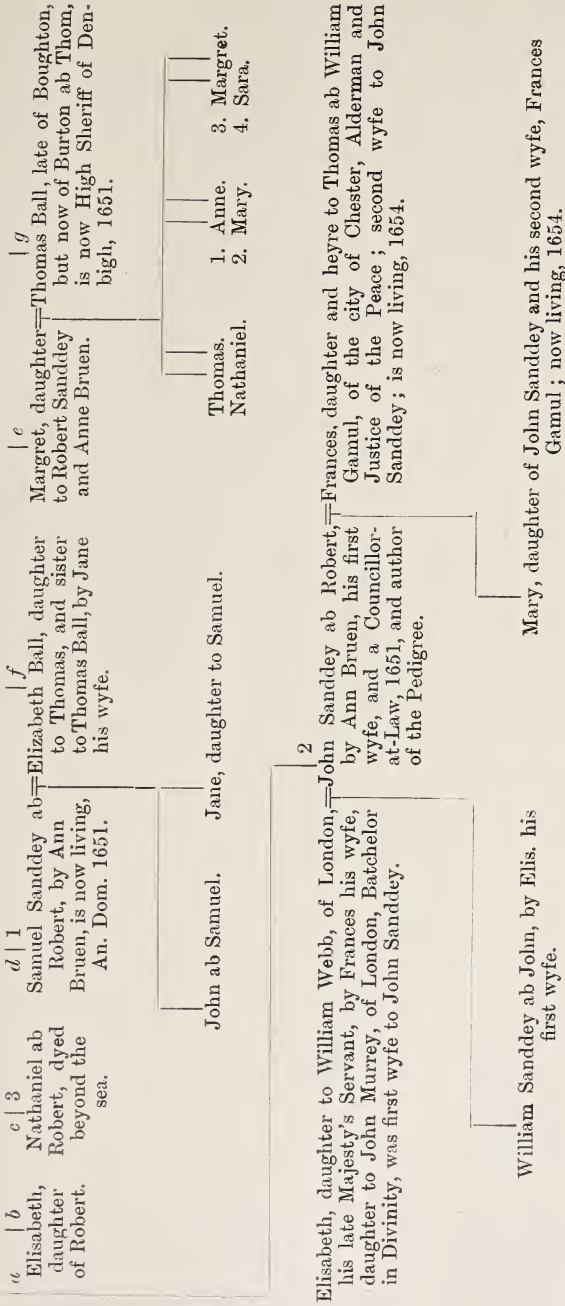 a
| b
Elisabeth,
daughter
of Robert.
c | 3
Nathaniel ab
Robert, dyed
beyond the
sea.
d | 1
Samuel Sanddey ab
Robert, by Ann
Bruen, is now living,
An. Dom. 1651.
| f
Elizabeth Ball, daughter
to Thomas, and sister
to Thomas Ball, by Jane
his wyfe.
| e
Margret, daughter
to Robert Sanddey
and Anne Bruen.
| g
Thomas Ball, late of Boughton,
but now of Burton ab Thom,
is now High Sheriff of Den-
bigh, 1651.
John ab Samuel.
Jane, daughter to Samuel.
Thomas.
Nathaniel.
1. Anne.
2. Mary.
3. Margret.
4. Sara.
Elisabeth, daughter to William Webb, of London,
his late Majesty's Servant, by Frances his wyfe,
daughter to John Murrey, of London, Batchelor
in Divinity, was first wyfe to John Sanddey.
2
John Sanddey ab Robert,
by Ann Bruen, his first
wyfe, and a Councillor-
at-Law, 1651, and author
of the Pedigree.
Frances, daughter and heyre to Thomas ab William
Gamul, of the city of Chester, Alderman and
Justice of the Peace; second wyfe to John
Sanddey; is now living, 1654.
William Sanddey ab John, by Elis. his
first wyfe.
Mary, daughter of John Sanddey and his second wyfe, Frances
Gamul; now living, 1654.